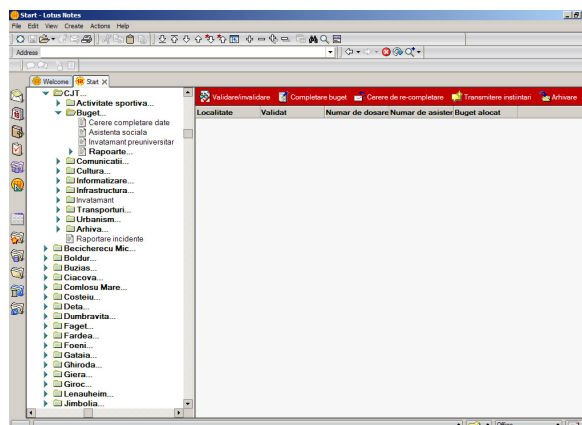 Start - Lotus Notes
File Edit View Create Actions Help
Address
Welcome Start
CJT...
Activitate sportiva...
Buget...
Cerere completare date
Asistenta sociala
Invatamant preuniversitar
Rapoarte...
Comunicatii...
Cultura...
Informatizare...
Infrastructura...
Invatamant
Transporturi...
Urbanism...
Arhiva...
Raportare incidente
Becicherecu Mic...
Boldur...
Buzias...
Ciacova...
Comlosu Mare...
Costeiu...
Deta...
Dumbravita...
Faget...
Fardea...
Foeni...
Gataia...
Ghiroda...
Giera...
Giroc...
Lenauheim...
Jimbolia...
Validare/invalidare Completare buget Cerere de re-completare Transmitere instiintari Arhivare
Localitate Validat Numar de dosare Numar de asister Buget alocat
Office